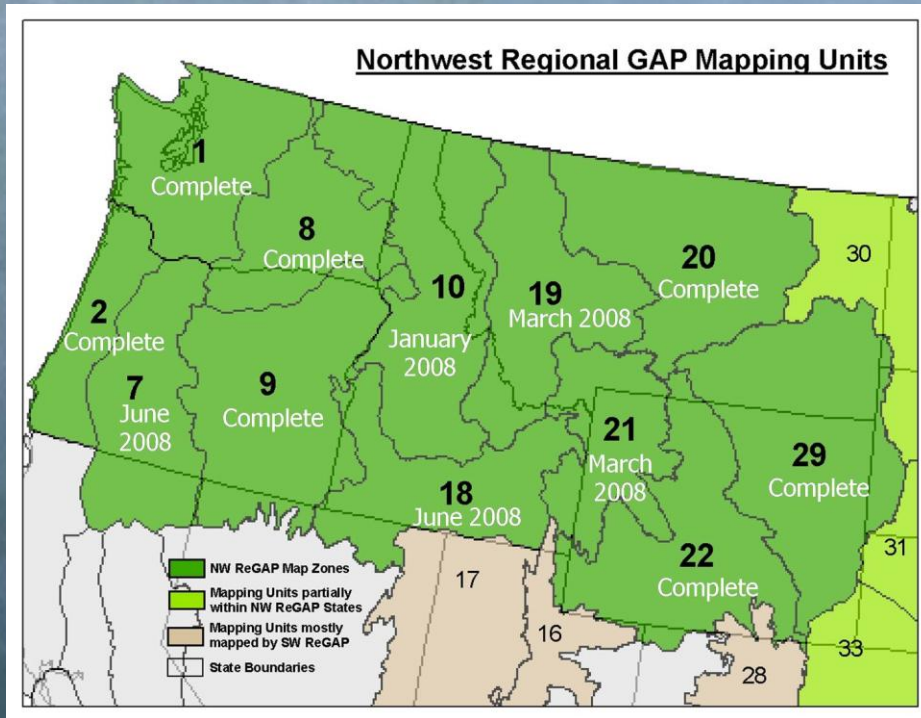 Northwest Regional GAP Mapping Units
1
Complete
8
Complete
2
Complete
7
June
2008
9
Complete
10
January
2008
19
March 2008
20
Complete
30
21
March
2008
29
Complete
18
June 2008
22
Complete
31
17
16
28
33
NW ReGAP Map Zones
Mapping Units partially
within NW ReGAP States
Mapping Units mostly
mapped by SW ReGAP
State Boundaries